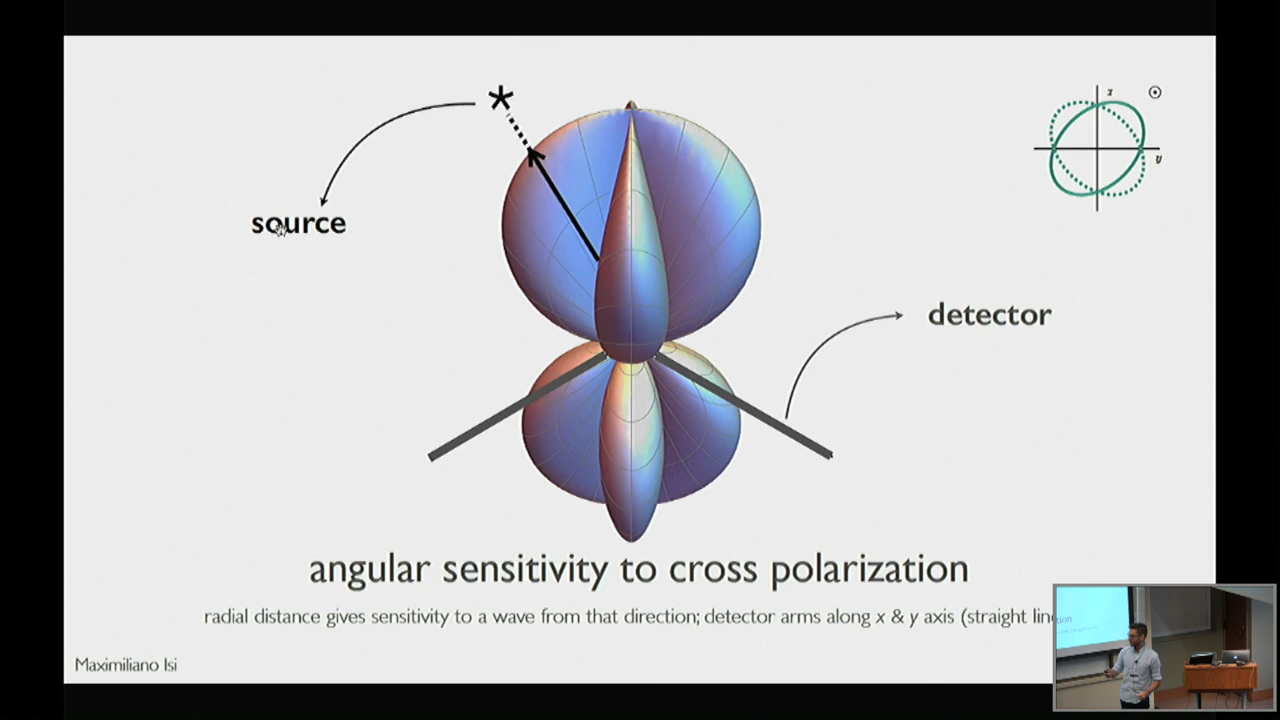 x
y
source
detector
angular sensitivity to cross polarization
radial distance gives sensitivity to a wave from that direction; detector arms along x & y axis (straight lin
Maximiliano Isi